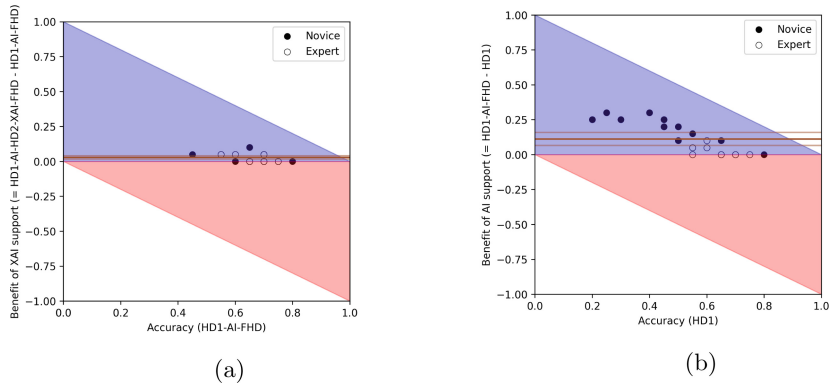 Benefit of XAI support (= HD1-AI-HD2-XAI-FHD - HD1-AI-FHD)
1.00
0.75
0.50
0.25
0.00
−0.25
−0.50
−0.75
−1.00
Novice
Expert
0.0 0.2 0.4 0.6 0.8 1.0
Accuracy (HD1-AI-FHD)
(a)
Benefit of AI support (= HD1-AI-FHD - HD1)
1.00
0.75
0.50
0.25
0.00
−0.25
−0.50
−0.75
−1.00
Novice
Expert
0.0 0.2 0.4 0.6 0.8 1.0
Accuracy (HD1)
(b)